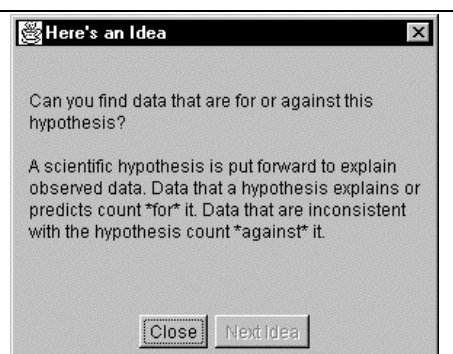 Here's an Idea
Can you find data that are for or against this
hypothesis?
A scientific hypothesis is put forward to explain
observed data. Data that a hypothesis explains or
predicts count *for* it. Data that are inconsistent
with the hypothesis count *against* it.
Close Next Idea